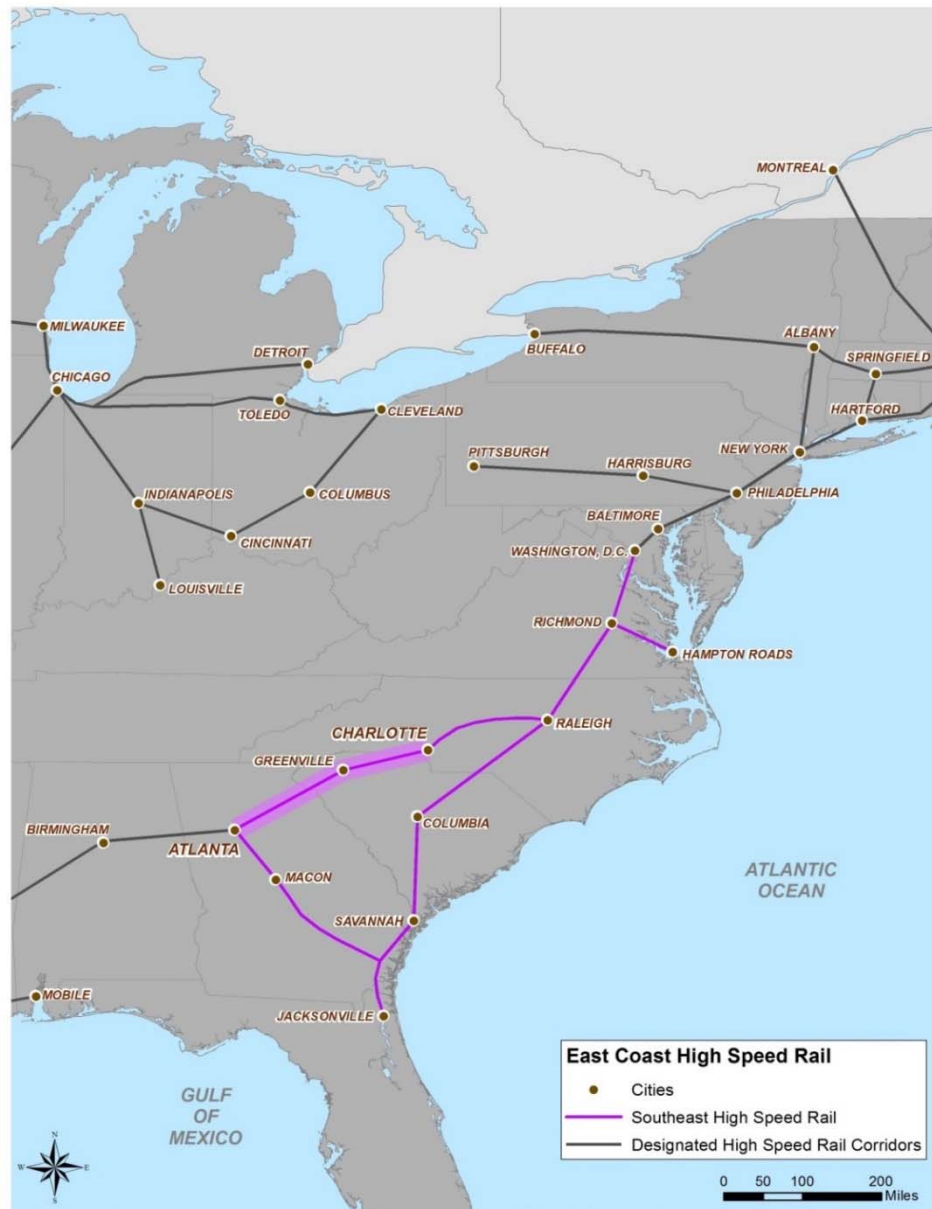 MONTREAL
MILWAUKEE
DETROIT
BUFFALO
ALBANY
SPRINGFIELD
CHICAGO
TOLEDO
CLEVELAND
HARTFORD
PITTSBURGH
NEW YORK
HARRISBURG
INDIANAPOLIS
COLUMBUS
PHILADELPHIA
BALTIMORE
CINCINNATI
WASHINGTON, D.C.
LOUISVILLE
RICHMOND
HAMPTON ROADS
RALEIGH
CHARLOTTE
GREENVILLE
COLUMBIA
BIRMINGHAM
ATLANTA
ATLANTIC
OCEAN
MACON
SAVANNAH
MOBILE
JACKSONVILLE
GULF
OF
MEXICO
East Coast High Speed Rail
Cities
Southeast High Speed Rail
Designated High Speed Rail Corridors
N
W E
S
0 50 100 200
Miles